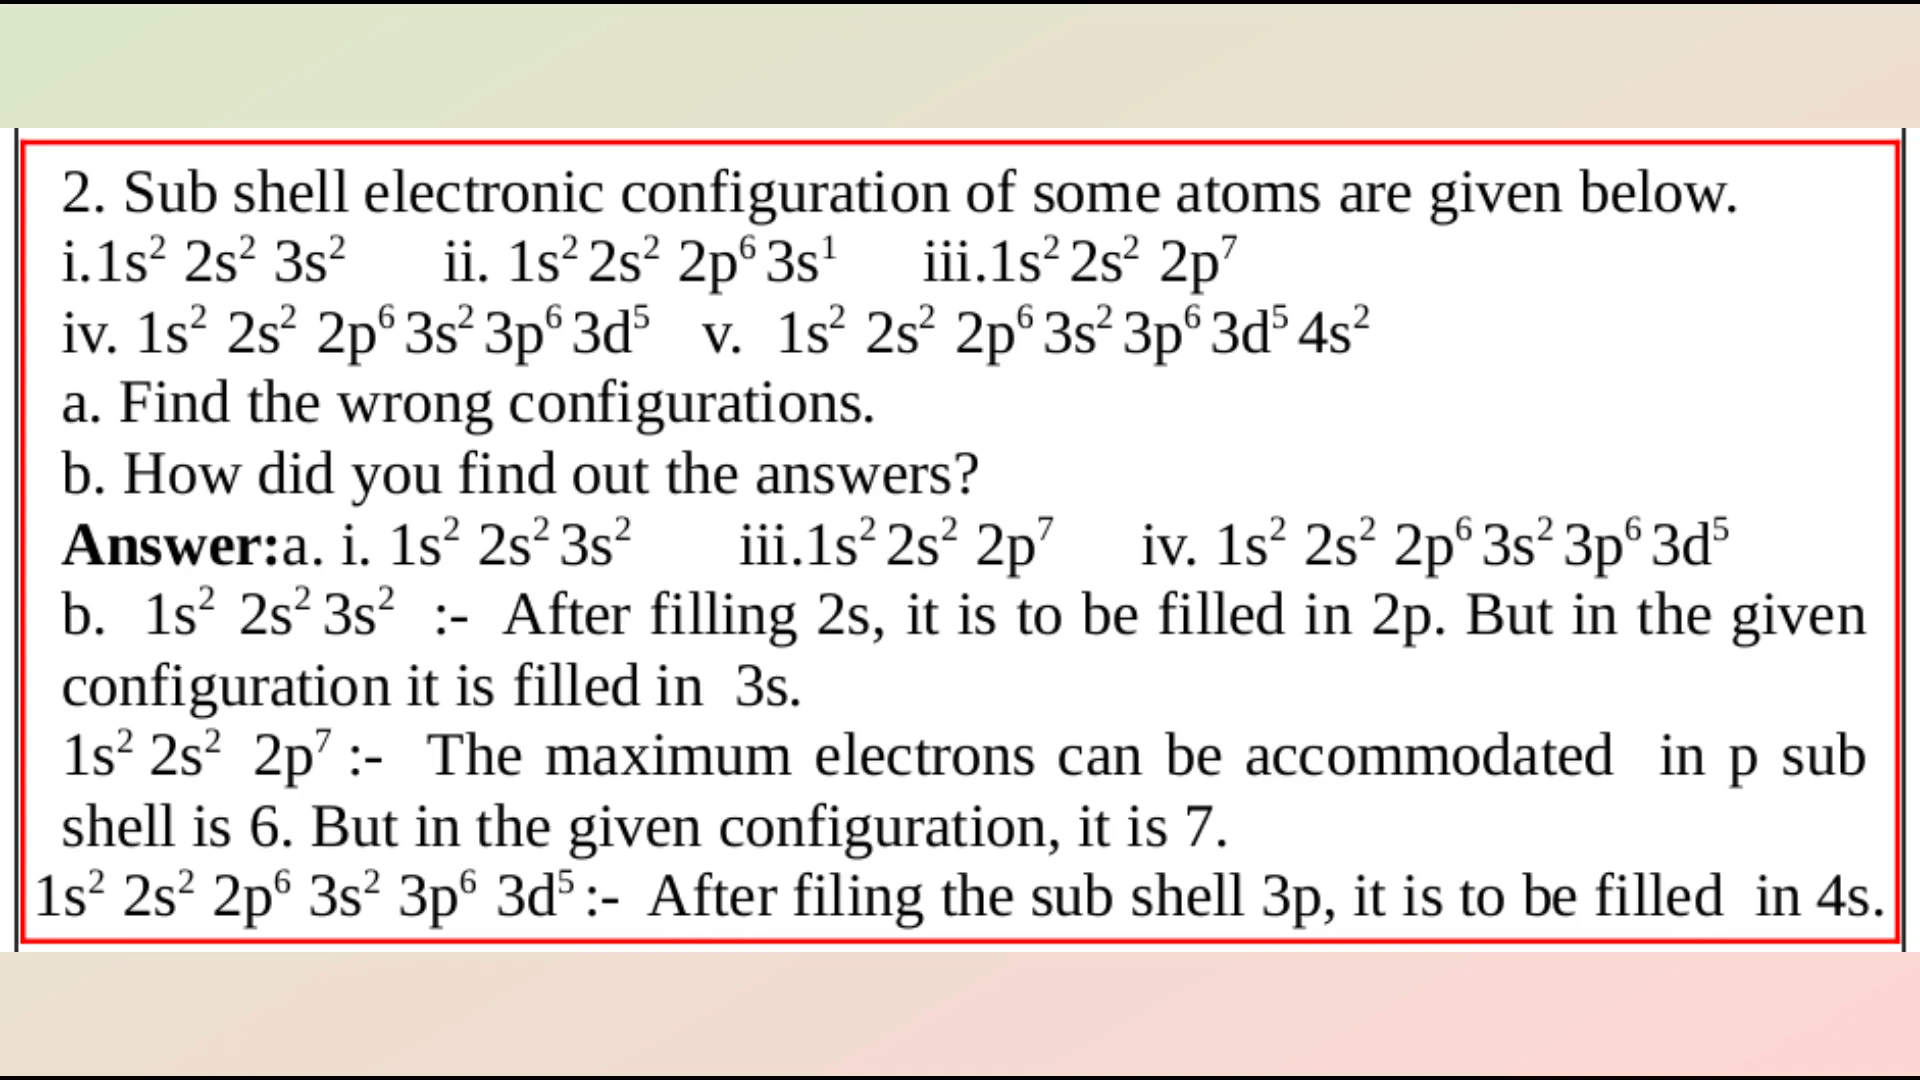 2. Sub shell electronic configuration of some atoms are given below.
i.1s² 2s² 3s² ii. 1s² 2s² 2p⁶ 3s¹ iii.1s² 2s² 2p⁷
iv. 1s² 2s² 2p⁶ 3s² 3p⁶ 3d⁵ v. 1s² 2s² 2p⁶ 3s² 3p⁶ 3d⁵ 4s²
a. Find the wrong configurations.
b. How did you find out the answers?
Answer:a. i. 1s² 2s² 3s² iii.1s² 2s² 2p⁷ iv. 1s² 2s² 2p⁶ 3s² 3p⁶ 3d⁵
b. 1s² 2s² 3s² :- After filling 2s, it is to be filled in 2p. But in the given
configuration it is filled in 3s.
1s² 2s² 2p⁷ :- The maximum electrons can be accommodated in p sub
shell is 6. But in the given configuration, it is 7.
1s² 2s² 2p⁶ 3s² 3p⁶ 3d⁵ :- After filing the sub shell 3p, it is to be filled in 4s.